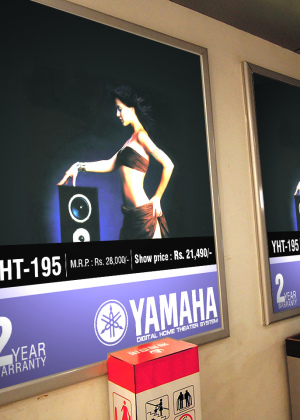 YHT-195 M.R.P. : Rs. 28,000/- Show price : Rs. 21,490/-
2 YEAR
WARRANTY
YAMAHA
DIGITAL HOME THEATER SYSTEM
YHT-195
2 YEAR
WARRANTY